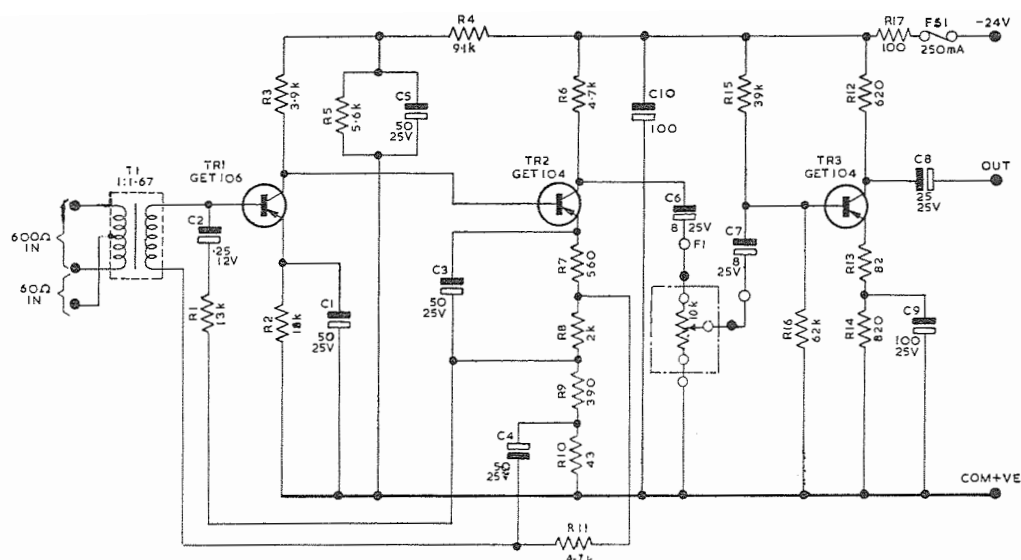 R4
9·1k
R17
100
FS1
250mA
-24V
R3
3·9k
R5
5·6k
C5
50
25V
R6
4·7k
C10
100
R15
39k
R12
620
T1
1:1·67
TR1
GET106
TR2
GET104
TR3
GET104
C8
25
25V
OUT
600Ω
IN
60Ω
IN
C2
·25
12V
C6
25V
8
F1
C7
8
25V
R7
560
R13
82
C3
50
25V
R1
13k
R2
18k
C1
50
25V
R8
2k
10k
R16
62k
R14
820
C9
100
25V
R9
390
C4
50
25V
R10
43
COM+VE
R11
4·7k